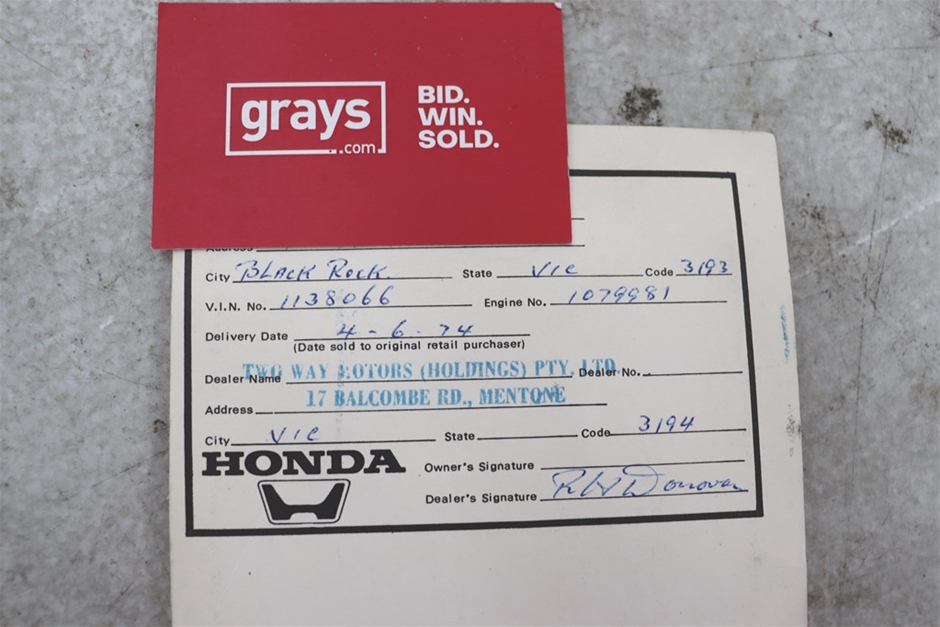 grays
.com
BID.
WIN.
SOLD.
Address
City BLACK ROCK State VIC Code 3193
V.I.N. No. 1138066 Engine No. 1079981
Delivery Date 4-6-74
(Date sold to original retail purchaser)
Dealer Name TWO WAY MOTORS (HOLDINGS) PTY. LTD. Dealer No.
Address 17 BALCOMBE RD., MENTONE
City VIC State Code 3194
HONDA Owner's Signature
Dealer's Signature R H Donovan